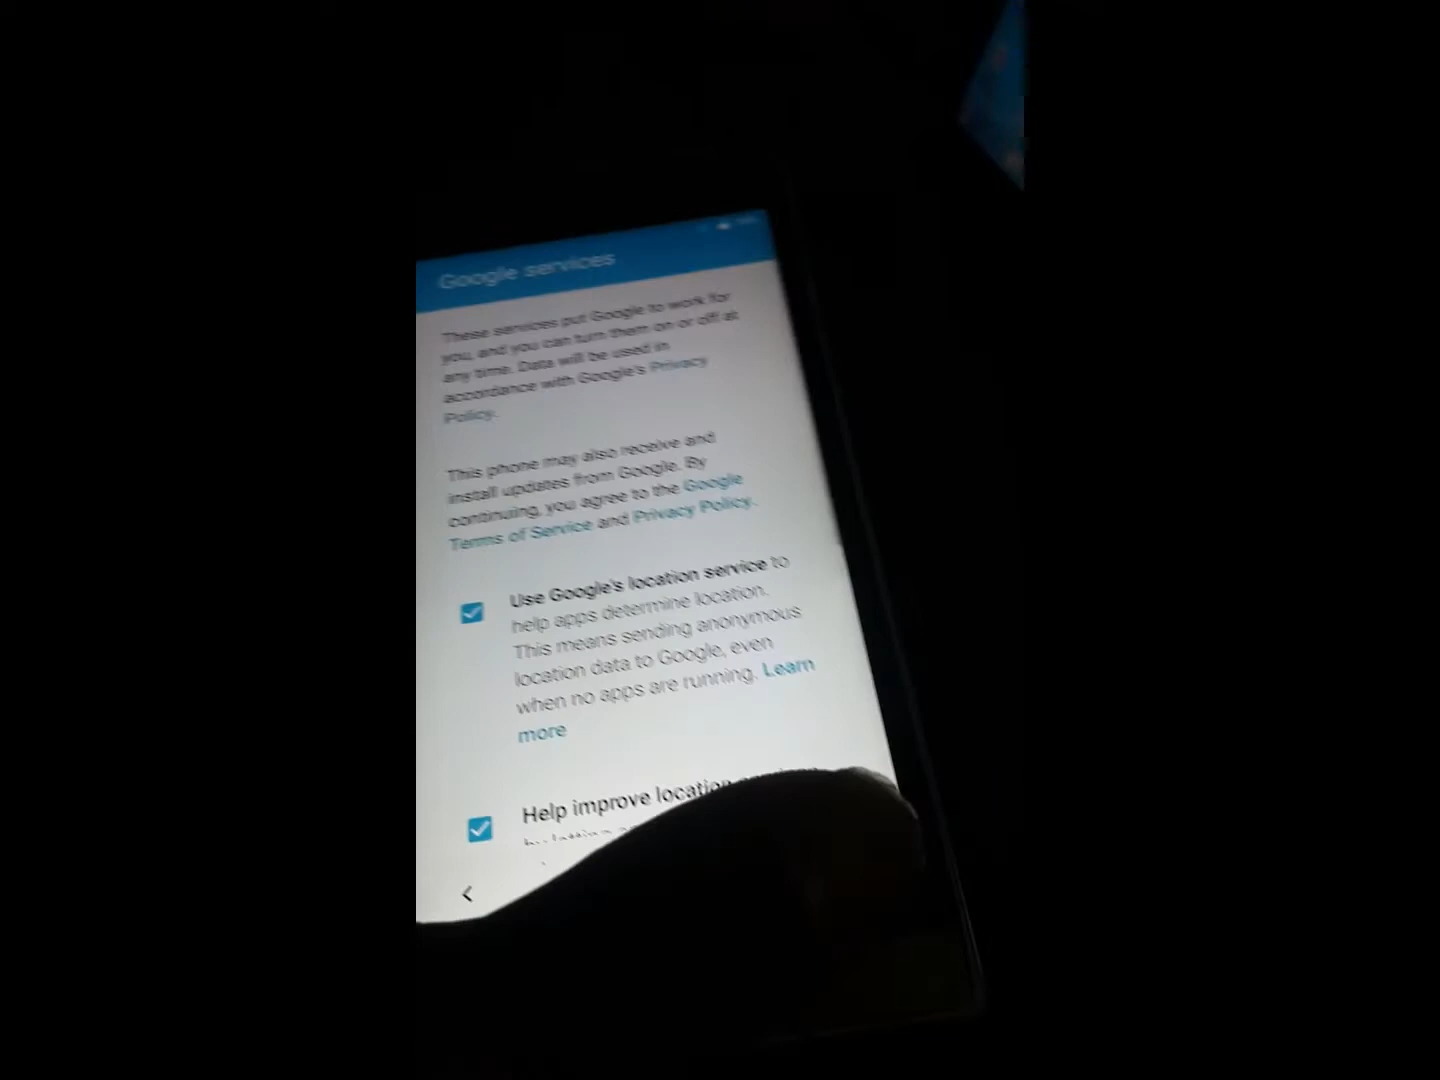 Google services
These services put Google to work for
you, and you can turn them on or off at
any time. Data will be used in
accordance with Google's Privacy
Policy.
This phone may also receive and
install updates from Google. By
continuing, you agree to the Google
Terms of Service and Privacy Policy.
Use Google's location service to
help apps determine location.
This means sending anonymous
location data to Google, even
when no apps are running. Learn
more
Help improve location